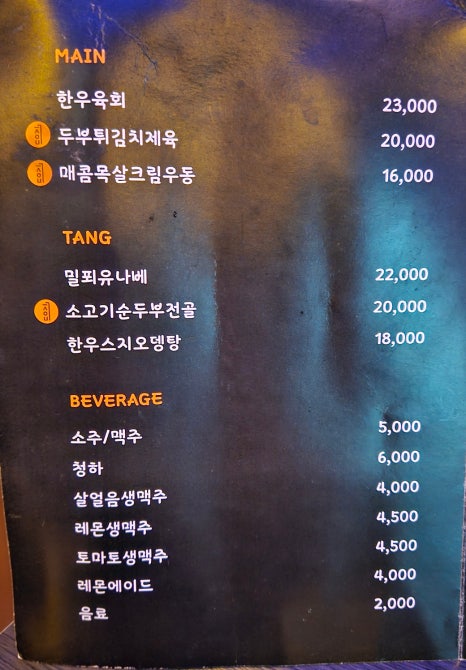 MAIN
한우육회 23,000
두부튀김치제육 20,000
매콤목살크림우동 16,000
TANG
밀푀유나베 22,000
소고기순두부전골 20,000
한우스지오뎅탕 18,000
BEVERAGE
소주/맥주 5,000
청하 6,000
살얼음생맥주 4,000
레몬생맥주 4,500
토마토생맥주 4,500
레몬에이드 4,000
음료 2,000